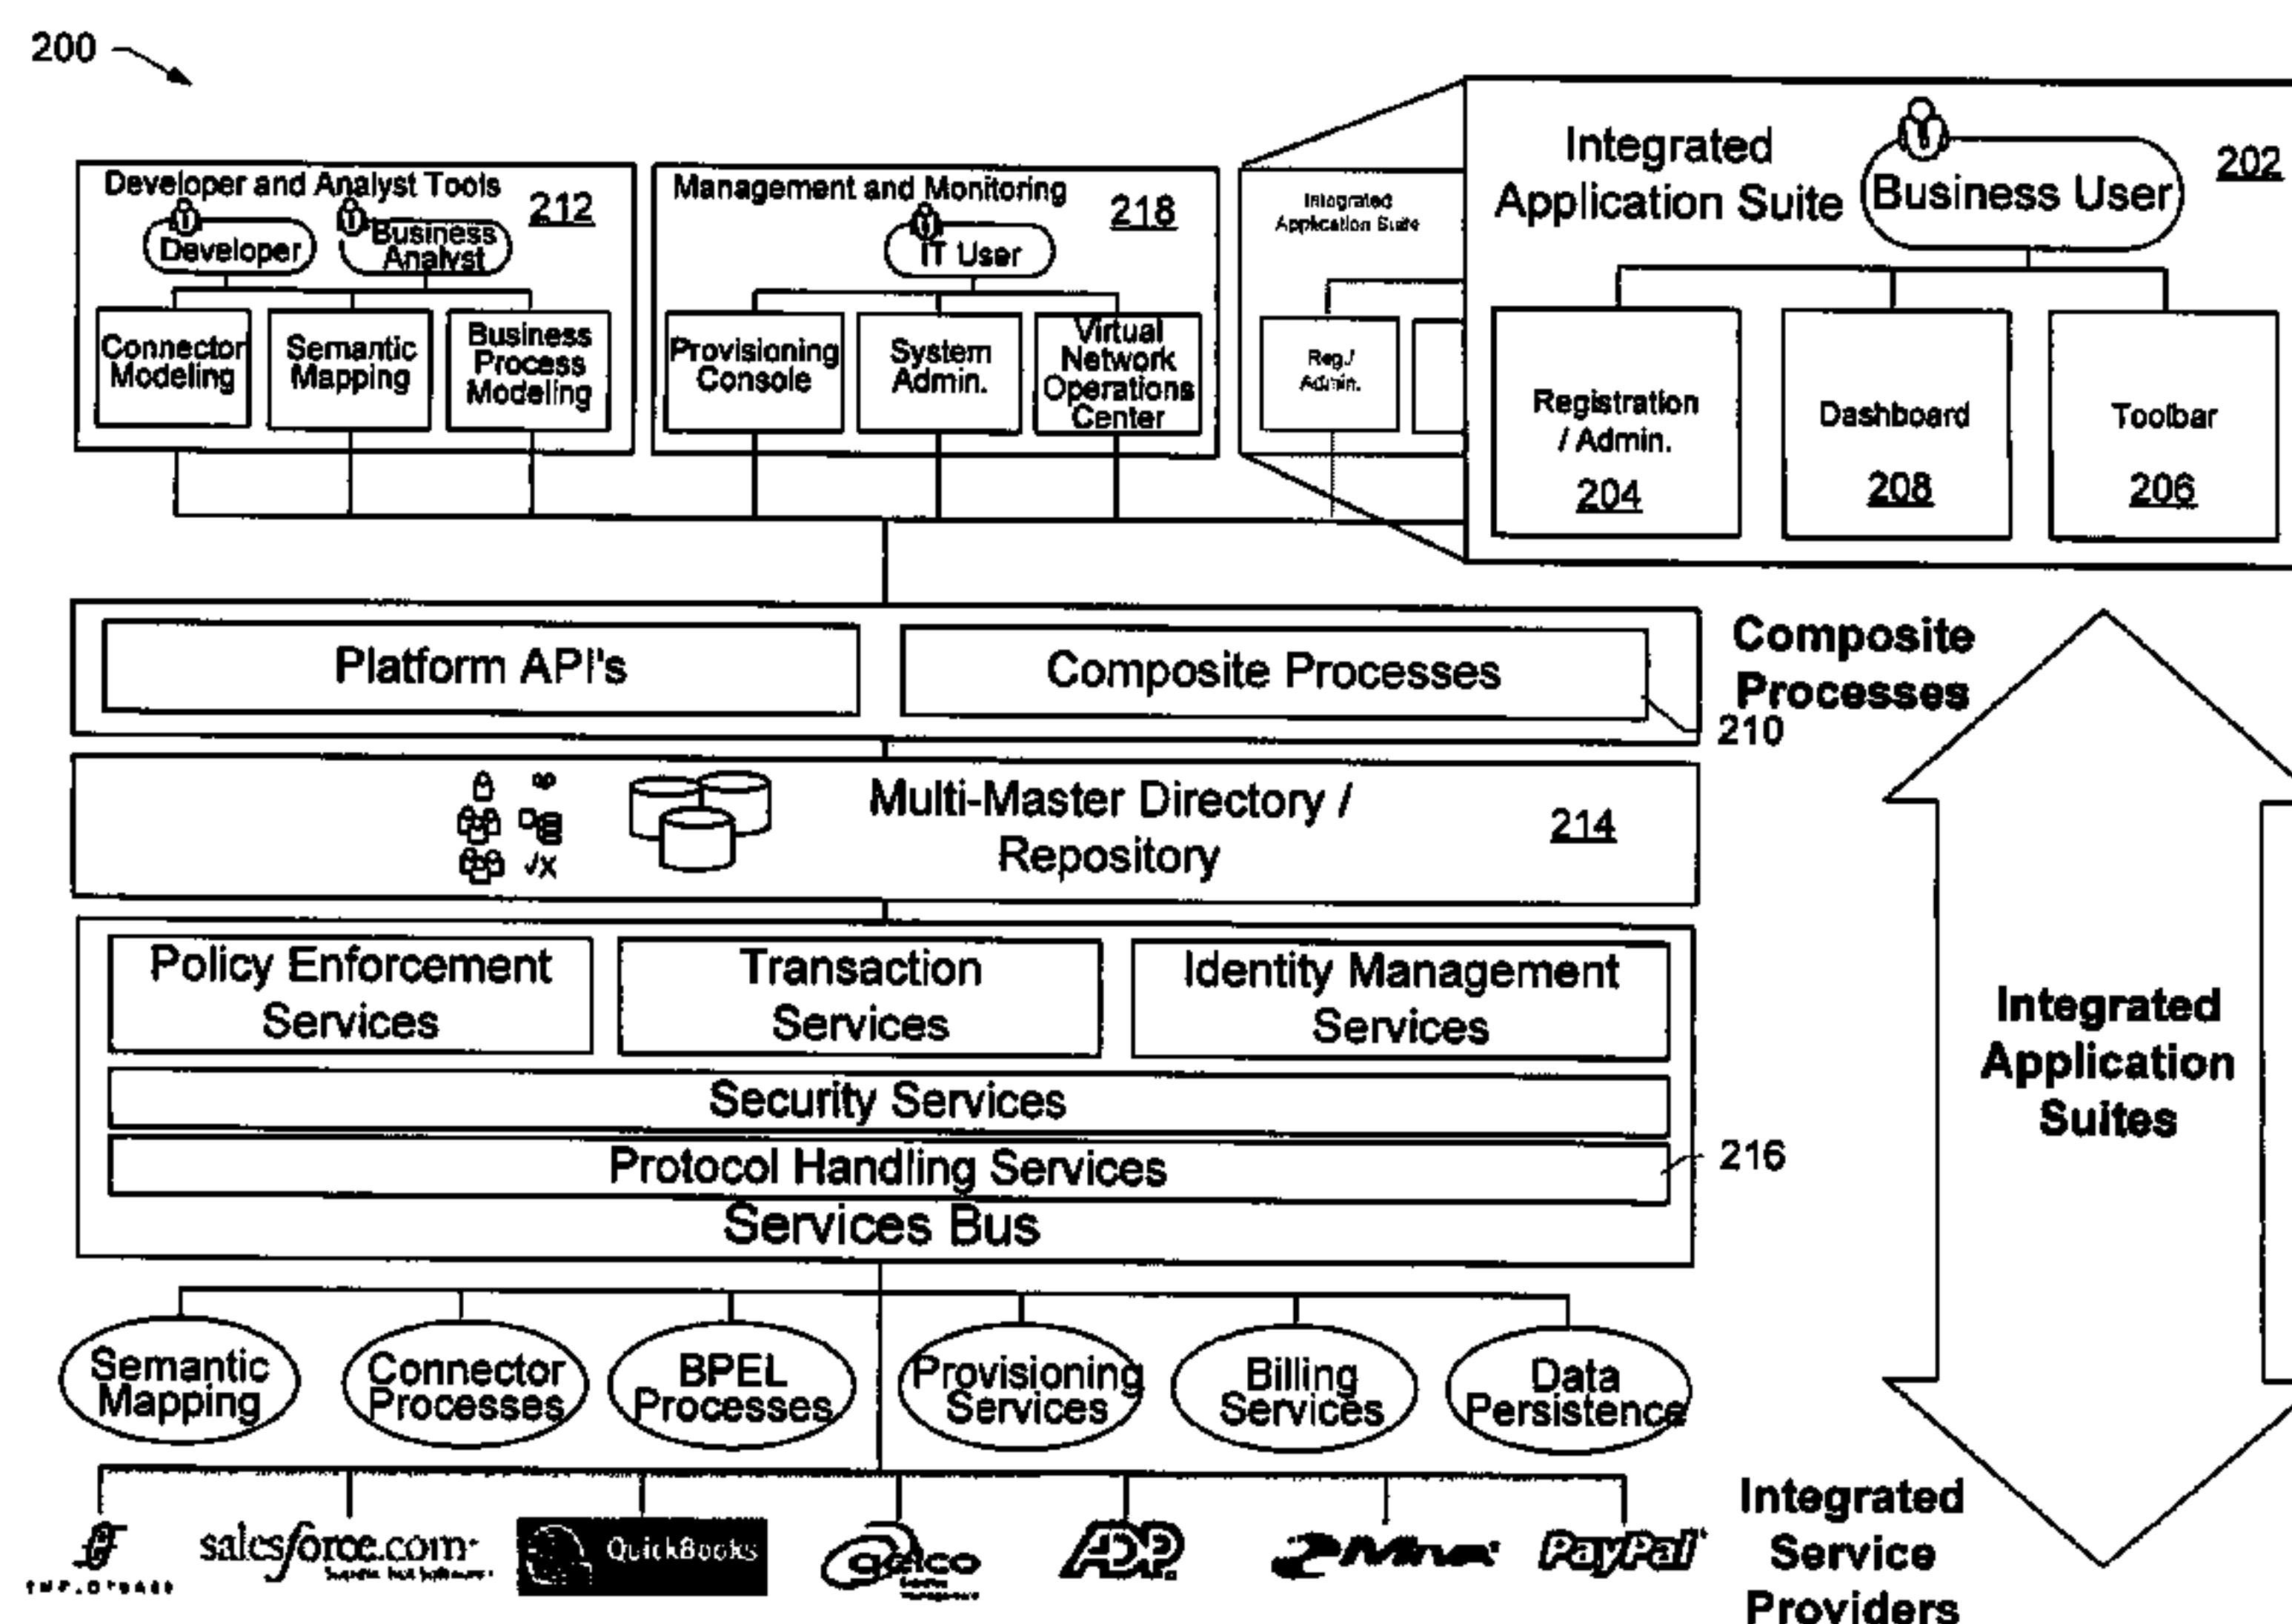 200
Developer and Analyst Tools
212
Developer
Business
Analyst
Connector
Modeling
Semantic
Mapping
Business
Process
Modeling
Management and Monitoring
218
IT User
Provisioning
Console
System
Admin.
Virtual
Network
Operations
Center
Integrated
Application Suite
Reg./
Admin.
Integrated
Application Suite
Business User
202
Registration
/ Admin.
204
Dashboard
208
Toolbar
206
Platform API's
Composite Processes
210
Composite
Processes
Multi-Master Directory /
Repository
214
√x
Policy Enforcement
Services
Transaction
Services
Identity Management
Services
Security Services
Protocol Handling Services
216
Services Bus
Integrated
Application
Suites
Semantic
Mapping
Connector
Processes
BPEL
Processes
Provisioning
Services
Billing
Services
Data
Persistence
salesforce.com
QuickBooks
ADP
PayPal
Integrated
Service
Providers